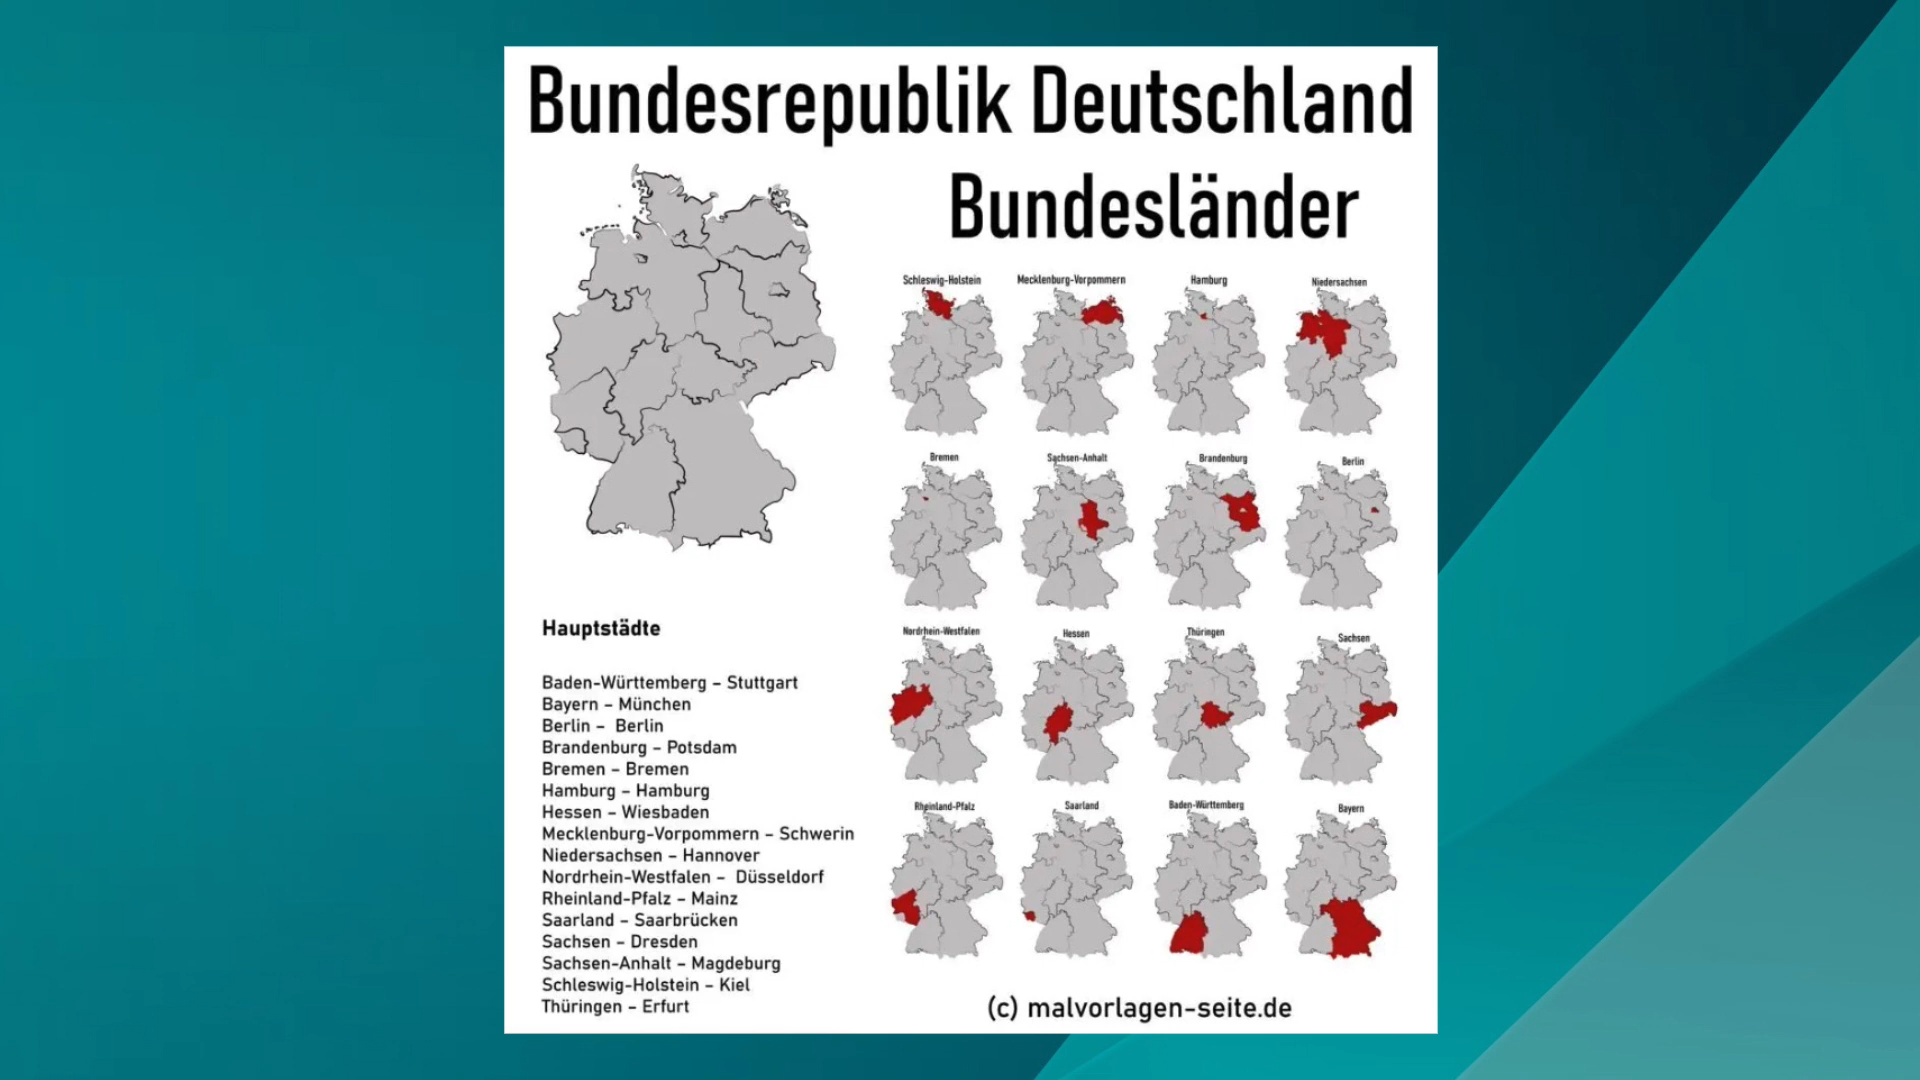 Bundesrepublik Deutschland
Bundesländer
Schleswig-Holstein
Mecklenburg-Vorpommern
Hamburg
Niedersachsen
Bremen
Sachsen-Anhalt
Brandenburg
Berlin
Nordrhein-Westfalen
Hessen
Thüringen
Sachsen
Rheinland-Pfalz
Saarland
Baden-Württemberg
Bayern
Hauptstädte
Baden-Württemberg – Stuttgart
Bayern – München
Berlin – Berlin
Brandenburg – Potsdam
Bremen – Bremen
Hamburg – Hamburg
Hessen – Wiesbaden
Mecklenburg-Vorpommern – Schwerin
Niedersachsen – Hannover
Nordrhein-Westfalen – Düsseldorf
Rheinland-Pfalz – Mainz
Saarland – Saarbrücken
Sachsen – Dresden
Sachsen-Anhalt – Magdeburg
Schleswig-Holstein – Kiel
Thüringen – Erfurt
(c) malvorlagen-seite.de